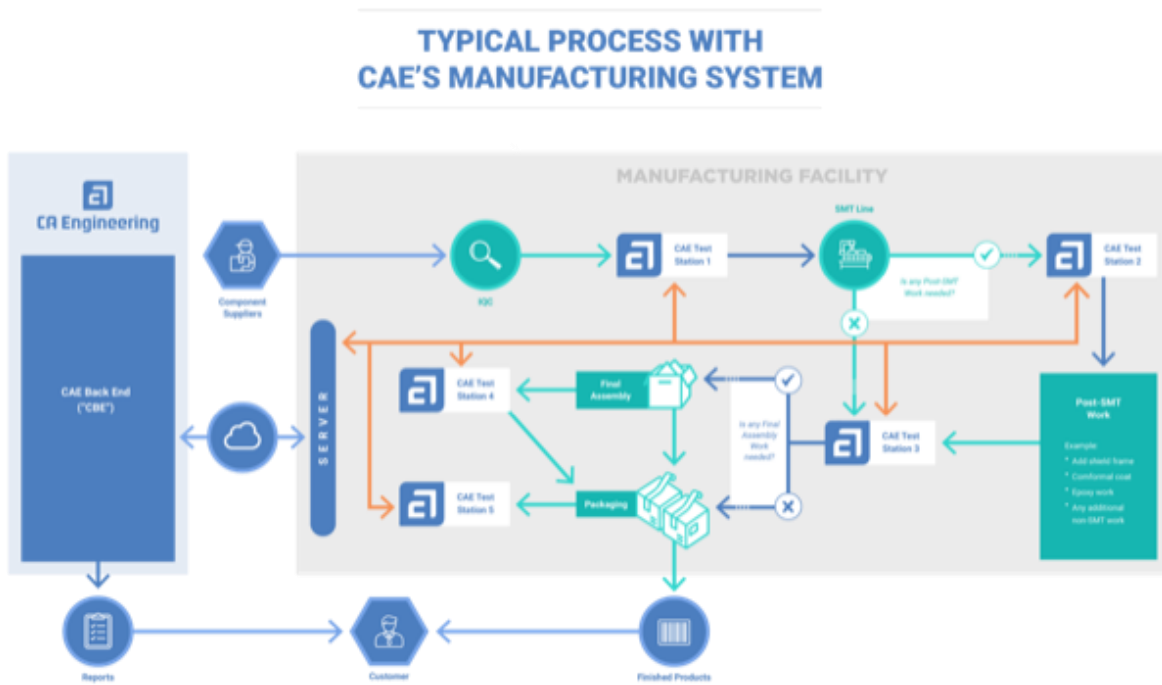 TYPICAL PROCESS WITH
CAE'S MANUFACTURING SYSTEM
MANUFACTURING FACILITY
CA Engineering
CAE Back End
("CBE")
Component
Suppliers
IQC
CAE Test
Station 1
SMT Line
Is any Post-SMT
Work needed?
CAE Test
Station 2
SERVER
CAE Test
Station 4
Final
Assembly
Is any Final
Assembly
Work
needed?
CAE Test
Station 3
Post-SMT
Work
Example:
* Add shield frame
* Comformal coat
* Epoxy work
* Any additional
non-SMT work
CAE Test
Station 5
Packaging
Reports
Customer
Finished Products